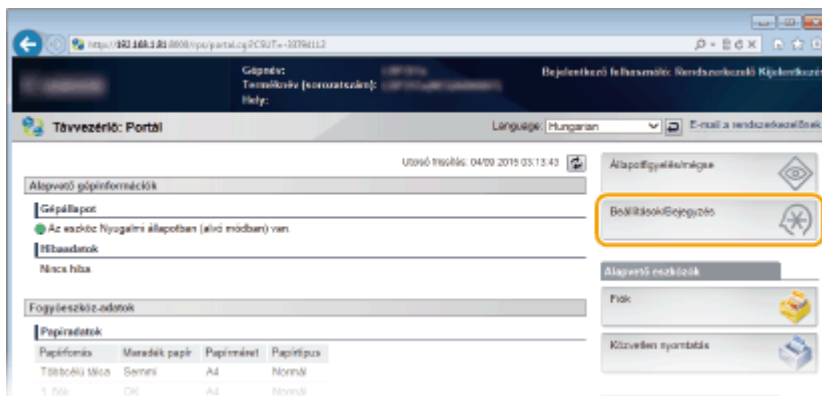 Gépnév:
Terméknév [sorozatszám]:
Hely:
Bejelentkező felhasználó: Rendszerkezelő Kijelentkezés
Távvezérlő: Portál
Language: Hungarian
E-mail a rendszerkezelőnek
Utolsó frissítés: 04/09 2015 03:13:43
Alapvető gépinformációk
Gépállapot
Az eszköz Nyugalmi állapotban (alvó módban) van.
Hibaadatok
Nincs hiba.
Fogyóeszköz-adatok
Papíradatok
Papírforrás Maradék papír Papírméret Papírtípus
Többcélú tálca Semmi A4 Normál
1. fiók OK A4 Normál
Állapotfigyelés/mégse
Beállítások/Bejegyzés
Alapvető eszközök
Fiók
Közvetlen nyomtatás